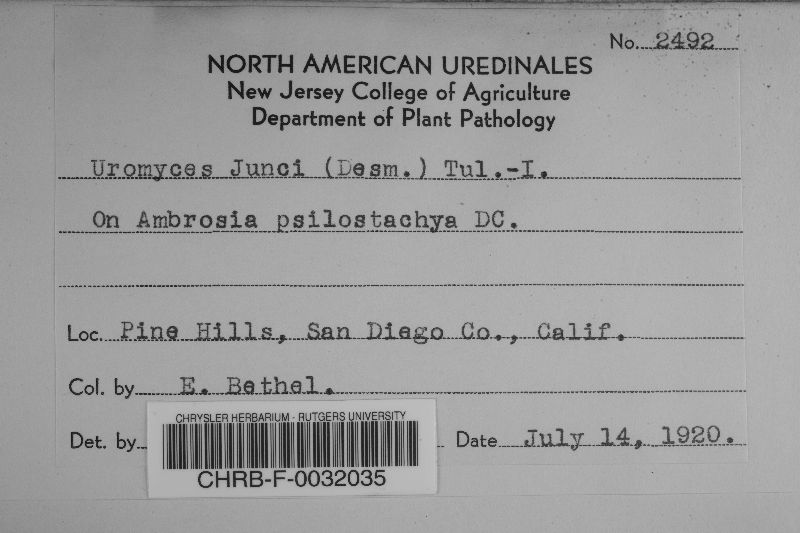 No. 2492
NORTH AMERICAN UREDINALES
New Jersey College of Agriculture
Department of Plant Pathology
Uromyces Junci (Desm.) Tul.-I.
On Ambrosia psilostachya DC.
Loc. Pine Hills, San Diego Co., Calif.
Col. by E. Bethel.
CHRYSLER HERBARIUM - RUTGERS UNIVERSITY
Det. by Date July 14, 1920.
CHRB-F-0032035